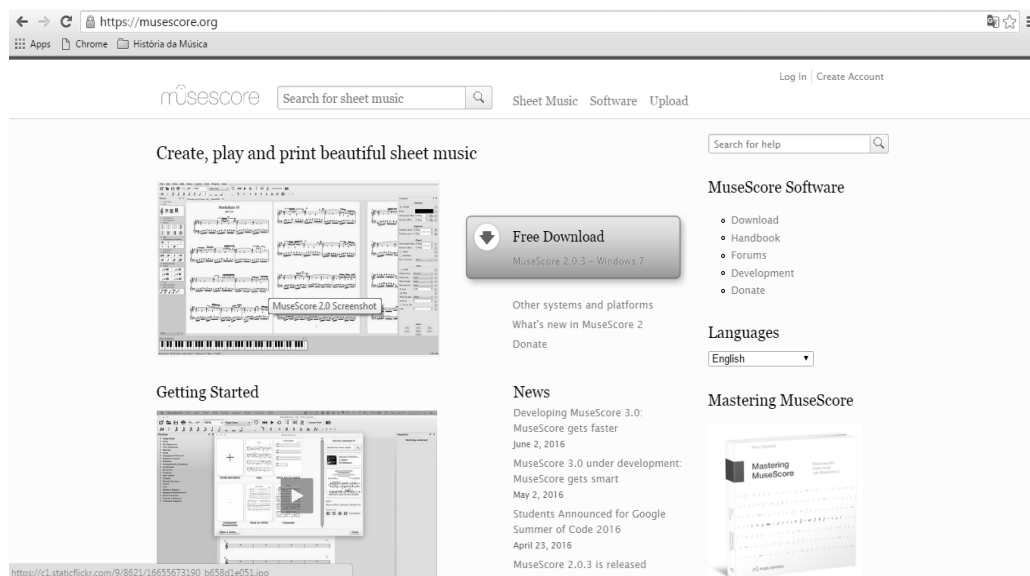 https://musescore.org
Apps Chrome História da Música
Log In Create Account
musescore Search for sheet music Sheet Music Software Upload
Create, play and print beautiful sheet music
MuseScore 2.0 Screenshot
Free Download
MuseScore 2.0.3 - Windows 7
Other systems and platforms
What's new in MuseScore 2
Donate
Search for help
MuseScore Software
Download
Handbook
Forums
Development
Donate
Languages
English
Getting Started
News
Developing MuseScore 3.0:
MuseScore gets faster
June 2, 2016
MuseScore 3.0 under development:
MuseScore gets smart
May 2, 2016
Students Announced for Google
Summer of Code 2016
April 23, 2016
MuseScore 2.0.3 is released
Mastering MuseScore
Mastering
MuseScore
https://c1.staticflickr.com/9/8621/16655673190_b658d1e051.jpg